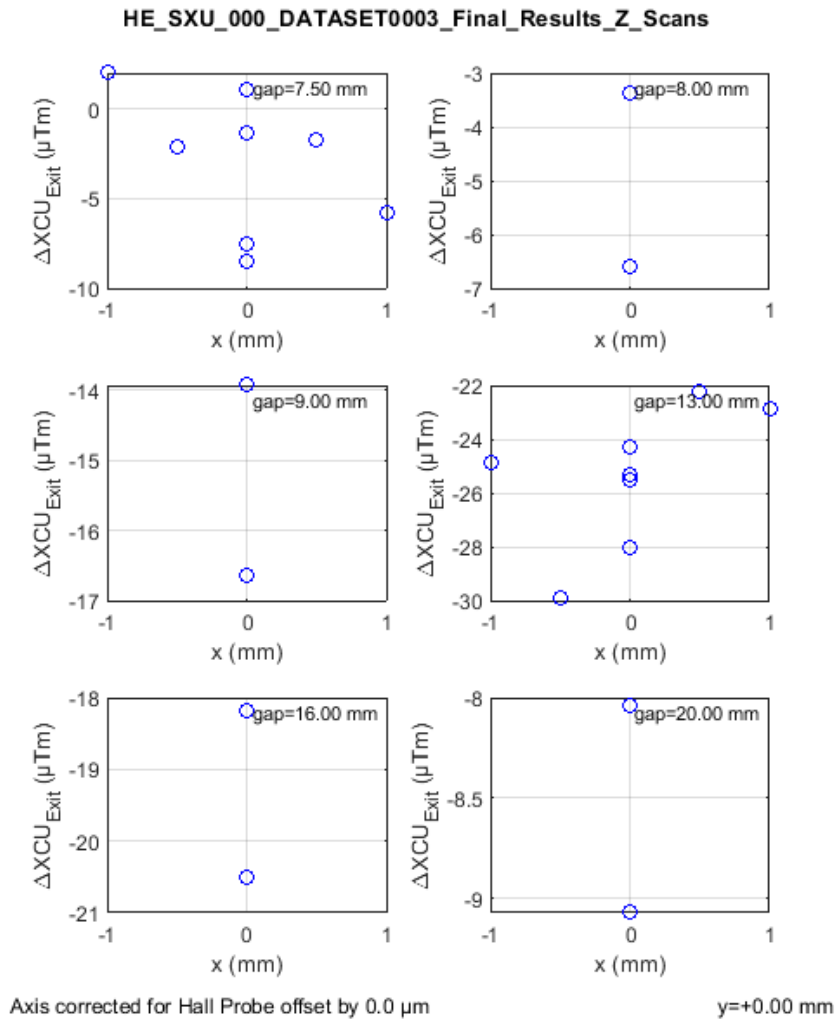 HE_SXU_000_DATASET0003_Final_Results_Z_Scans
gap=7.50 mm
0
-5
-10
ΔXCU_Exit (µTm)
-1 0 1
x (mm)
gap=8.00 mm
-3
-4
-5
-6
-7
ΔXCU_Exit (µTm)
-1 0 1
x (mm)
gap=9.00 mm
-14
-15
-16
-17
ΔXCU_Exit (µTm)
-1 0 1
x (mm)
gap=13.00 mm
-22
-24
-26
-28
-30
ΔXCU_Exit (µTm)
-1 0 1
x (mm)
gap=16.00 mm
-18
-19
-20
-21
ΔXCU_Exit (µTm)
-1 0 1
x (mm)
gap=20.00 mm
-8
-8.5
-9
ΔXCU_Exit (µTm)
-1 0 1
x (mm)
Axis corrected for Hall Probe offset by 0.0 µm
y=+0.00 mm